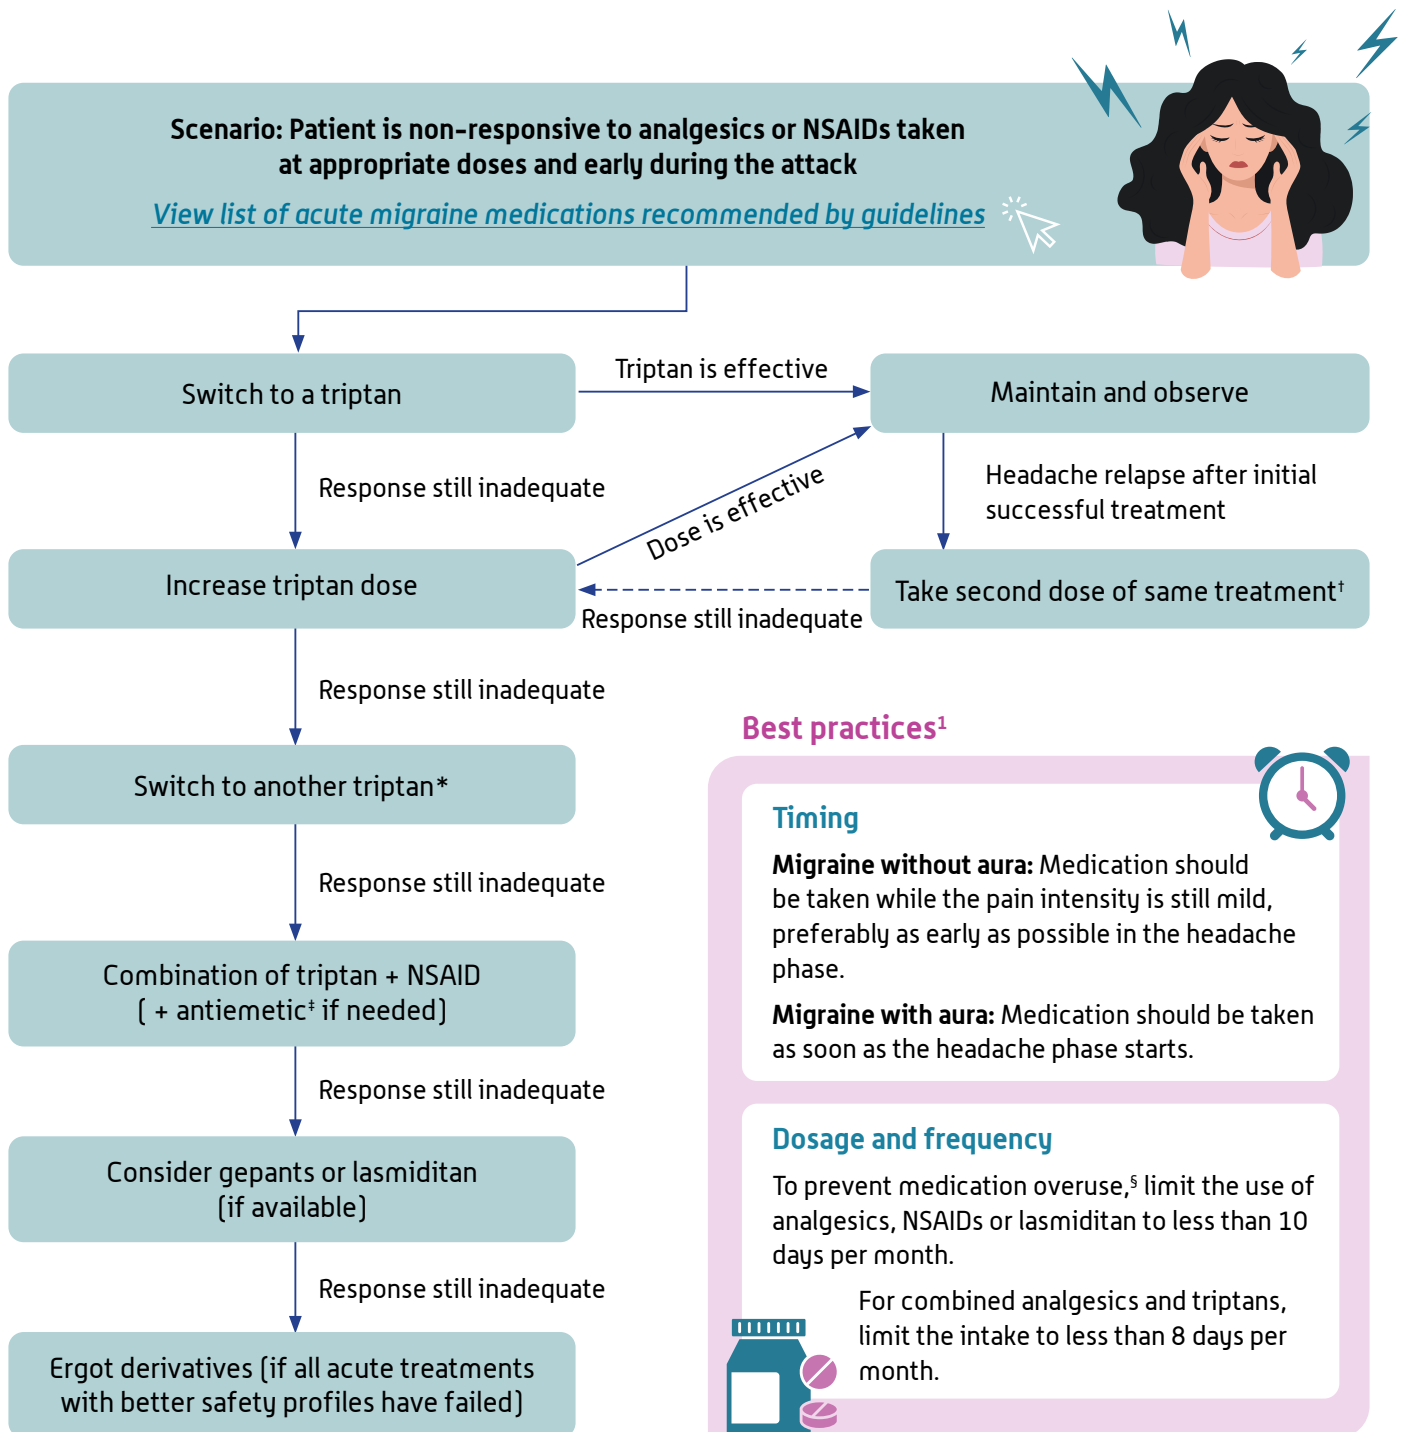 Scenario: Patient is non-responsive to analgesics or NSAIDs taken
at appropriate doses and early during the attack
View list of acute migraine medications recommended by guidelines
Switch to a triptan
Triptan is effective
Maintain and observe
Response still inadequate
Dose is effective
Headache relapse after initial
successful treatment
Increase triptan dose
Response still inadequate
Take second dose of same treatment†
Response still inadequate
Switch to another triptan*
Response still inadequate
Combination of triptan + NSAID
( + antiemetic‡ if needed)
Response still inadequate
Consider gepants or lasmiditan
(if available)
Response still inadequate
Ergot derivatives (if all acute treatments
with better safety profiles have failed)
Best practices¹
Timing
Migraine without aura: Medication should
be taken while the pain intensity is still mild,
preferably as early as possible in the headache
phase.
Migraine with aura: Medication should be taken
as soon as the headache phase starts.
Dosage and frequency
To prevent medication overuse,§ limit the use of
analgesics, NSAIDs or lasmiditan to less than 10
days per month.
For combined analgesics and triptans,
limit the intake to less than 8 days per
month.